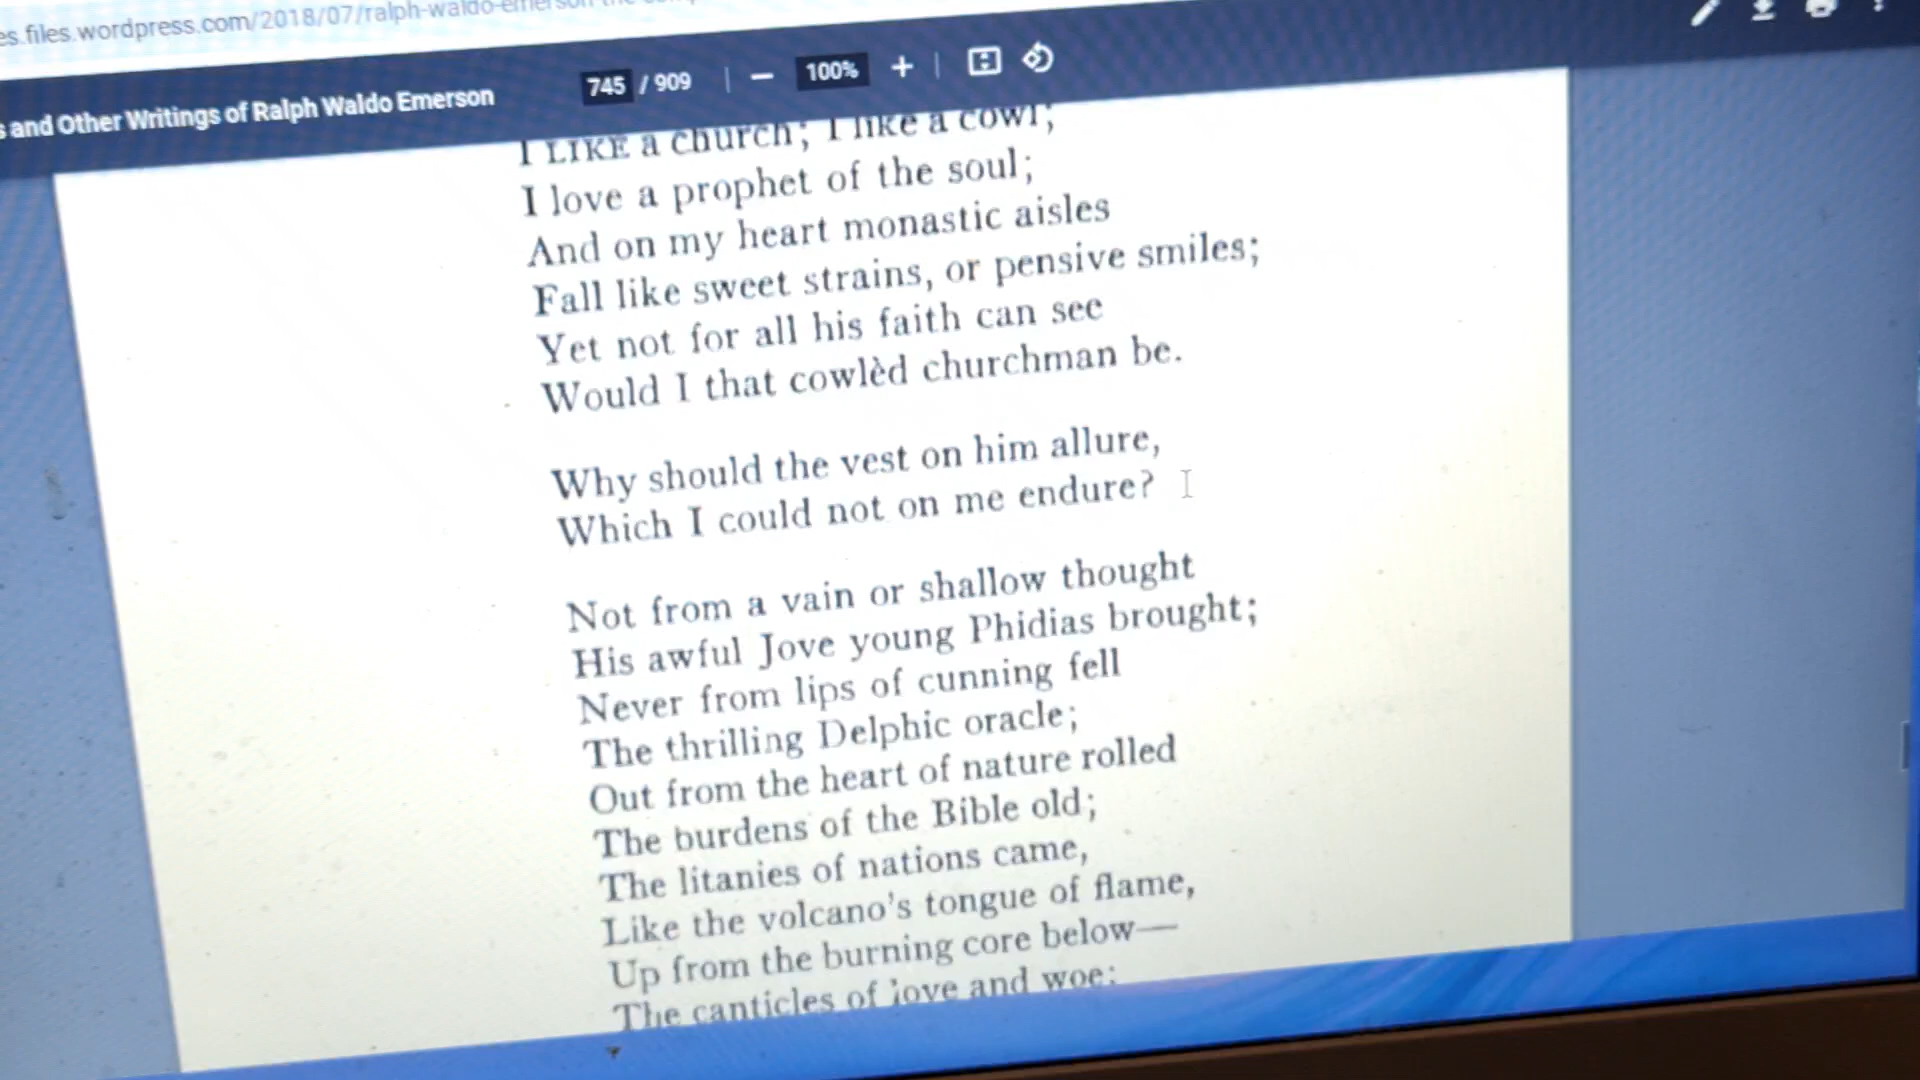 es.files.wordpress.com/2018/07/ralph-waldo-emerson-the-
s and Other Writings of Ralph Waldo Emerson
745 / 909
100%
I LIKE a church; I like a cowl;
I love a prophet of the soul;
And on my heart monastic aisles
Fall like sweet strains, or pensive smiles;
Yet not for all his faith can see
Would I that cowlèd churchman be.
Why should the vest on him allure,
Which I could not on me endure?
Not from a vain or shallow thought
His awful Jove young Phidias brought;
Never from lips of cunning fell
The thrilling Delphic oracle;
Out from the heart of nature rolled
The burdens of the Bible old;
The litanies of nations came,
Like the volcano's tongue of flame,
Up from the burning core below—
The canticles of love and woe: